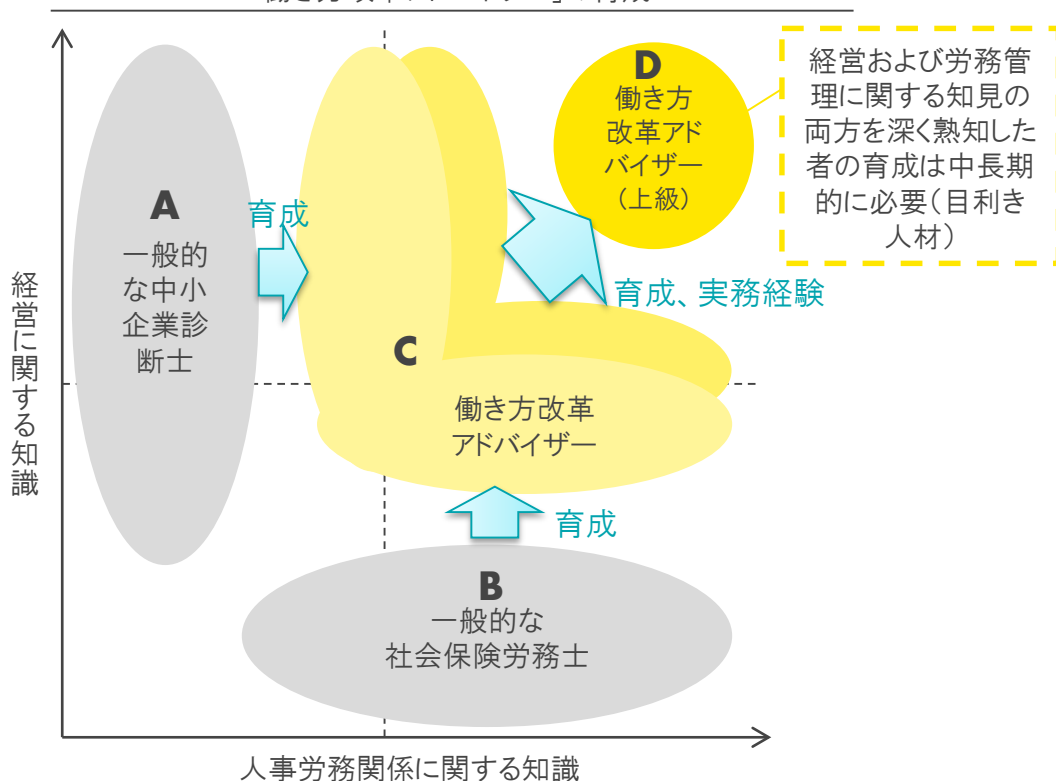 経営に関する知識
A
一般的
な中小
企業診
断士
育成
C
働き方改革
アドバイザー
育成
B
一般的な
社会保険労務士
D
働き方
改革アド
バイザー
(上級)
育成、実務経験
経営および労務管
理に関する知見の
両方を深く熟知した
者の育成は中長期
的に必要(目利き
人材)
人事労務関係に関する知識